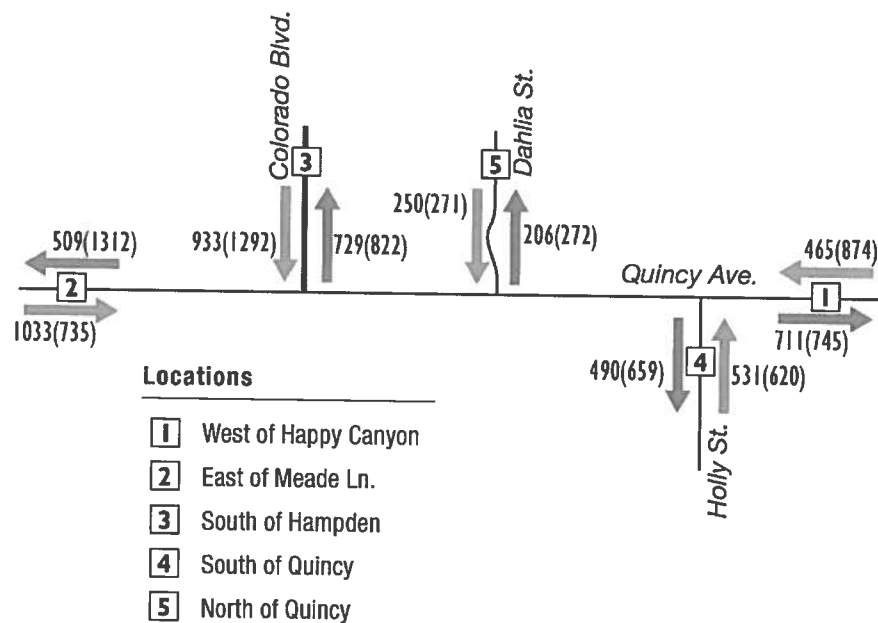 Colorado Blvd.
Dahlia St.
3
5
250(271)
509(1312)
933(1292)
729(822)
206(272)
465(874)
Quincy Ave.
2
1
1033(735)
711(745)
490(659)
4
531(620)
Holly St.
Locations
1 West of Happy Canyon
2 East of Meade Ln.
3 South of Hampden
4 South of Quincy
5 North of Quincy